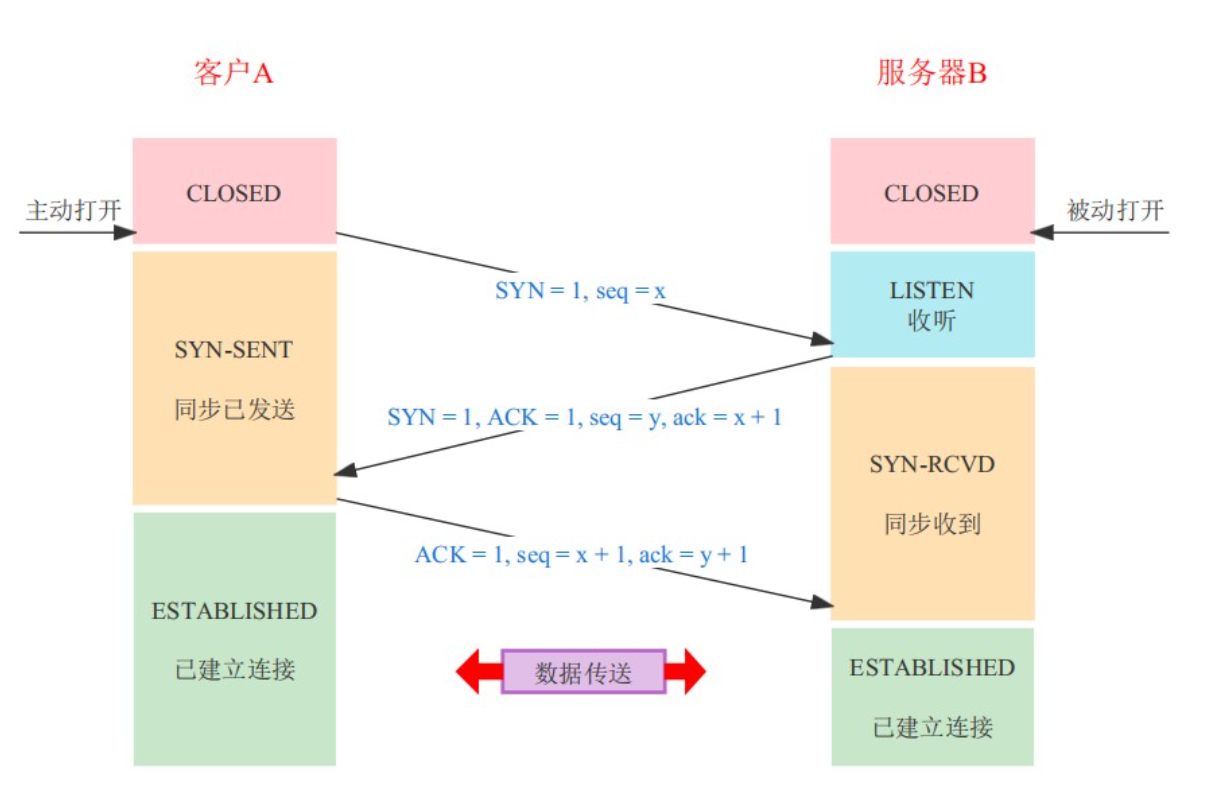 客户A
服务器B
CLOSED
CLOSED
主动打开
被动打开
SYN = 1, seq = x
LISTEN
收听
SYN-SENT
同步已发送
SYN = 1, ACK = 1, seq = y, ack = x + 1
SYN-RCVD
同步收到
ACK = 1, seq = x + 1, ack = y + 1
ESTABLISHED
已建立连接
数据传送
ESTABLISHED
已建立连接